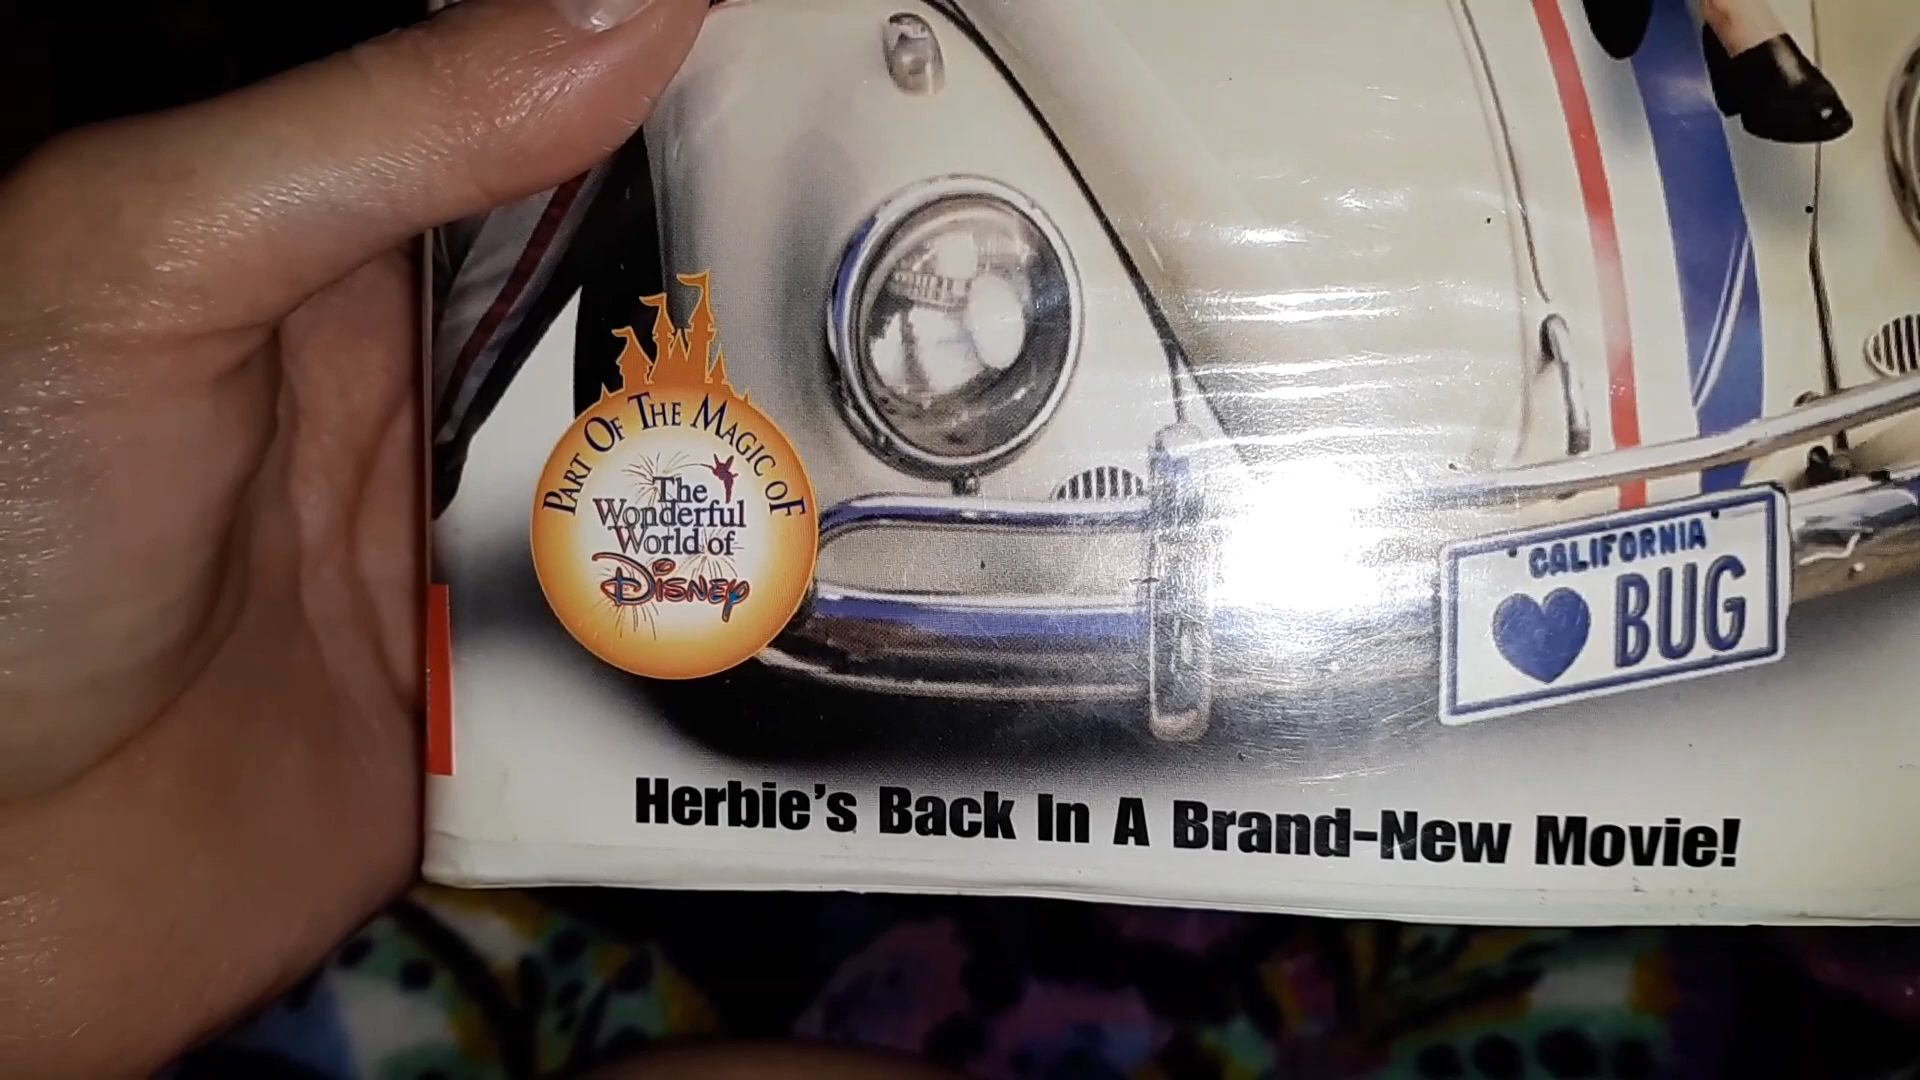 PART OF THE MAGIC OF
The
Wonderful
World of
DISNEY
CALIFORNIA
BUG
Herbie's Back In A Brand-New Movie!